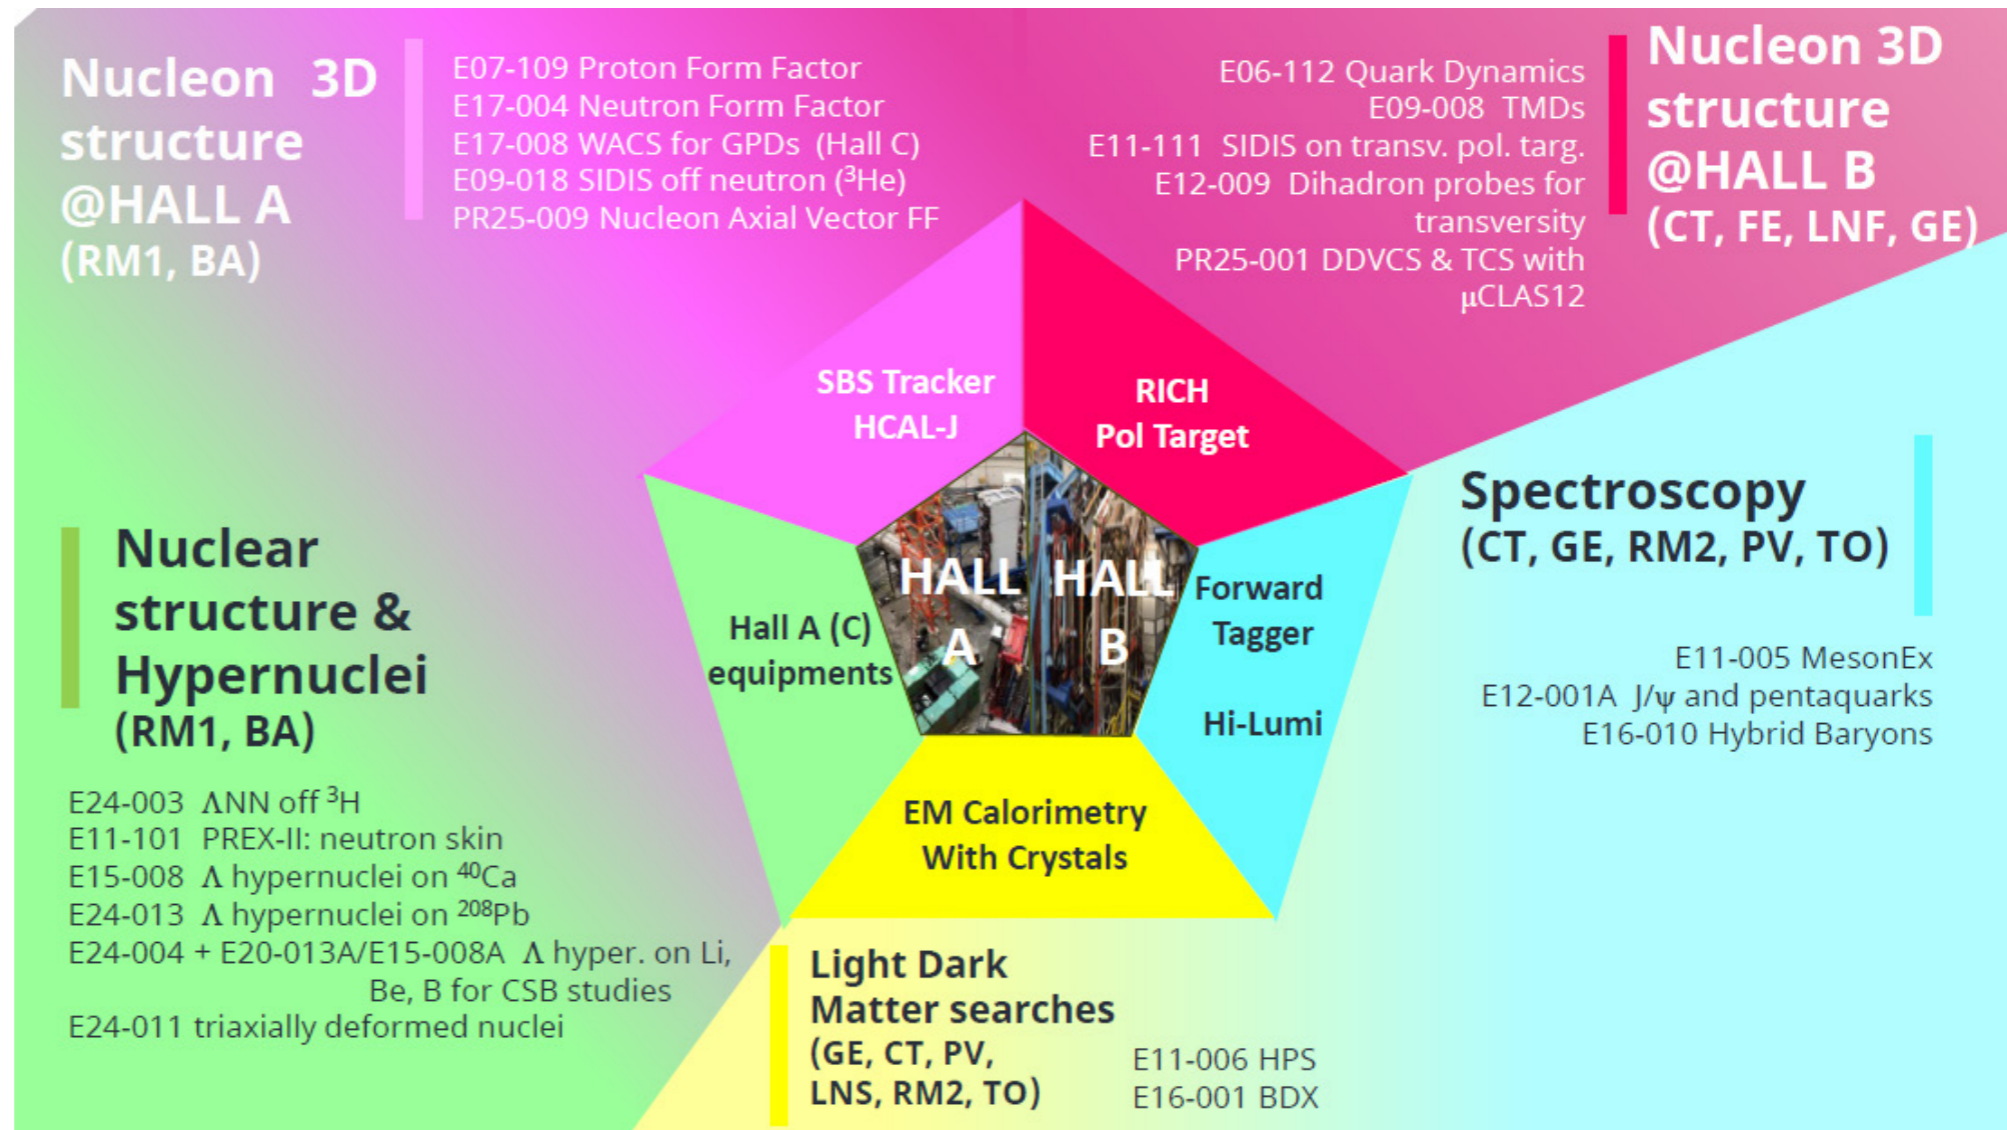 Nucleon 3D
structure
@HALL A
(RM1, BA)
E07-109 Proton Form Factor
E17-004 Neutron Form Factor
E17-008 WACS for GPDs (Hall C)
E09-018 SIDIS off neutron (³He)
PR25-009 Nucleon Axial Vector FF
E06-112 Quark Dynamics
E09-008 TMDs
E11-111 SIDIS on transv. pol. targ.
E12-009 Dihadron probes for
transversity
PR25-001 DDVCS & TCS with
μCLAS12
Nucleon 3D
structure
@HALL B
(CT, FE, LNF, GE)
SBS Tracker
HCAL-J
RICH
Pol Target
Hall A (C)
equipments
HALL
A
HALL
B
Forward
Tagger
Hi-Lumi
EM Calorimetry
With Crystals
Spectroscopy
(CT, GE, RM2, PV, TO)
E11-005 MesonEx
E12-001A J/ψ and pentaquarks
E16-010 Hybrid Baryons
Nuclear
structure &
Hypernuclei
(RM1, BA)
E24-003 ΛNN off ³H
E11-101 PREX-II: neutron skin
E15-008 Λ hypernuclei on ⁴⁰Ca
E24-013 Λ hypernuclei on ²⁰⁸Pb
E24-004 + E20-013A/E15-008A Λ hyper. on Li,
Be, B for CSB studies
E24-011 triaxially deformed nuclei
Light Dark
Matter searches
(GE, CT, PV,
LNS, RM2, TO)
E11-006 HPS
E16-001 BDX